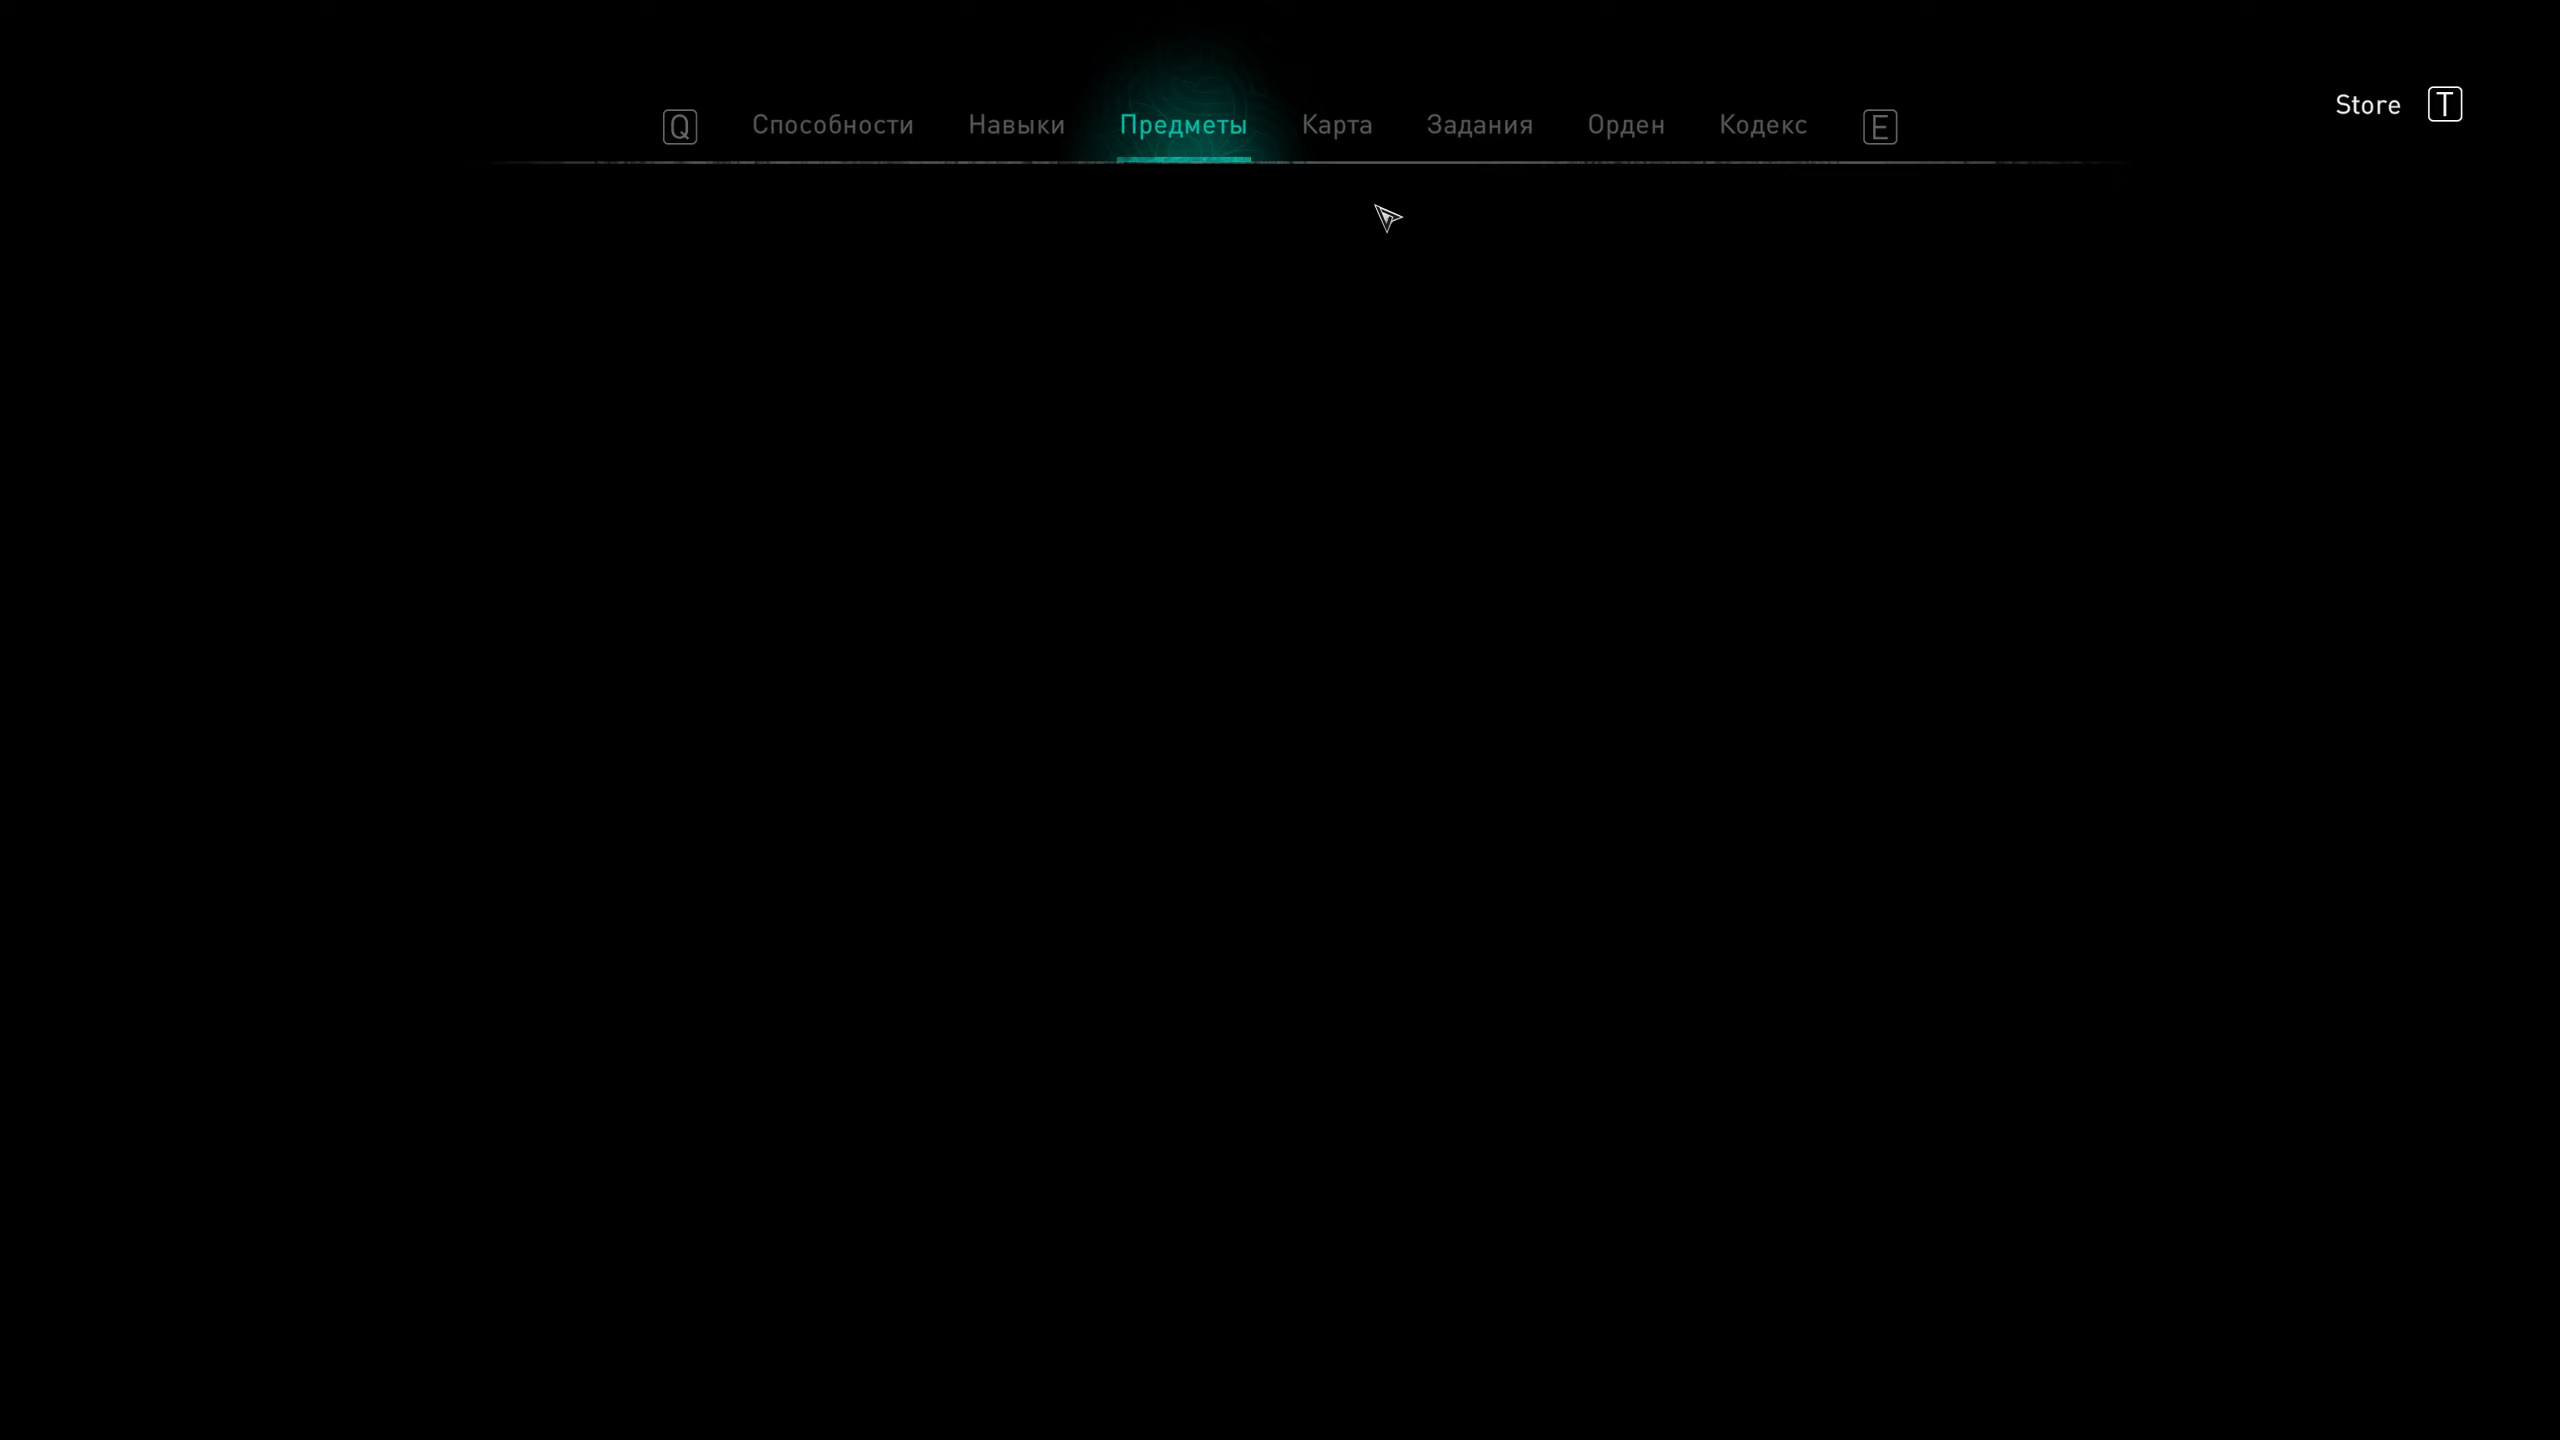 Store T
Q Способности Навыки Предметы Карта Задания Орден Кодекс E